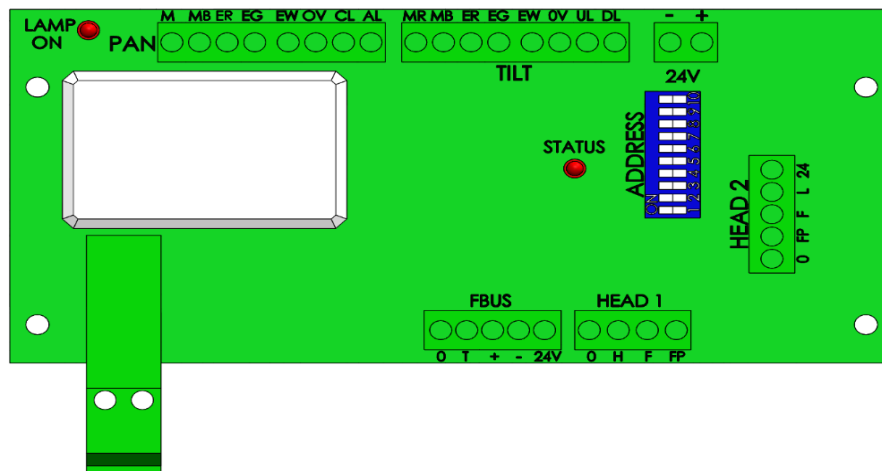 M MB ER EG EW OV CL AL
MR MB ER EG EW 0V UL DL
- +
LAMP
ON
PAN
TILT
24V
STATUS
ADDRESS
ON
1 2 3 4 5 6 7 8 9 10
HEAD 2
0 FP F L 24
FBUS
HEAD 1
0 T + - 24V
0 H F FP